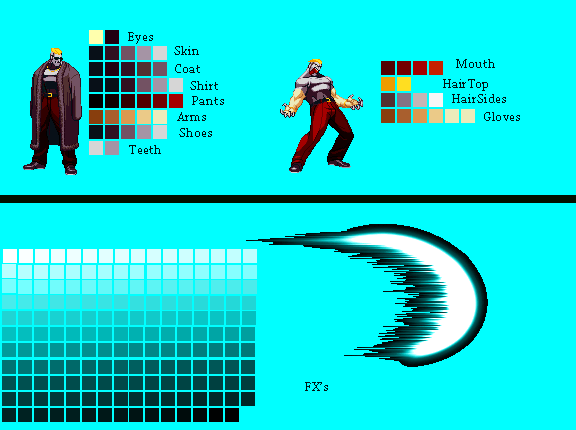 Eyes
Skin
Coat
Shirt
Pants
Arms
Shoes
Teeth
Mouth
HairTop
HairSides
Gloves
FX's